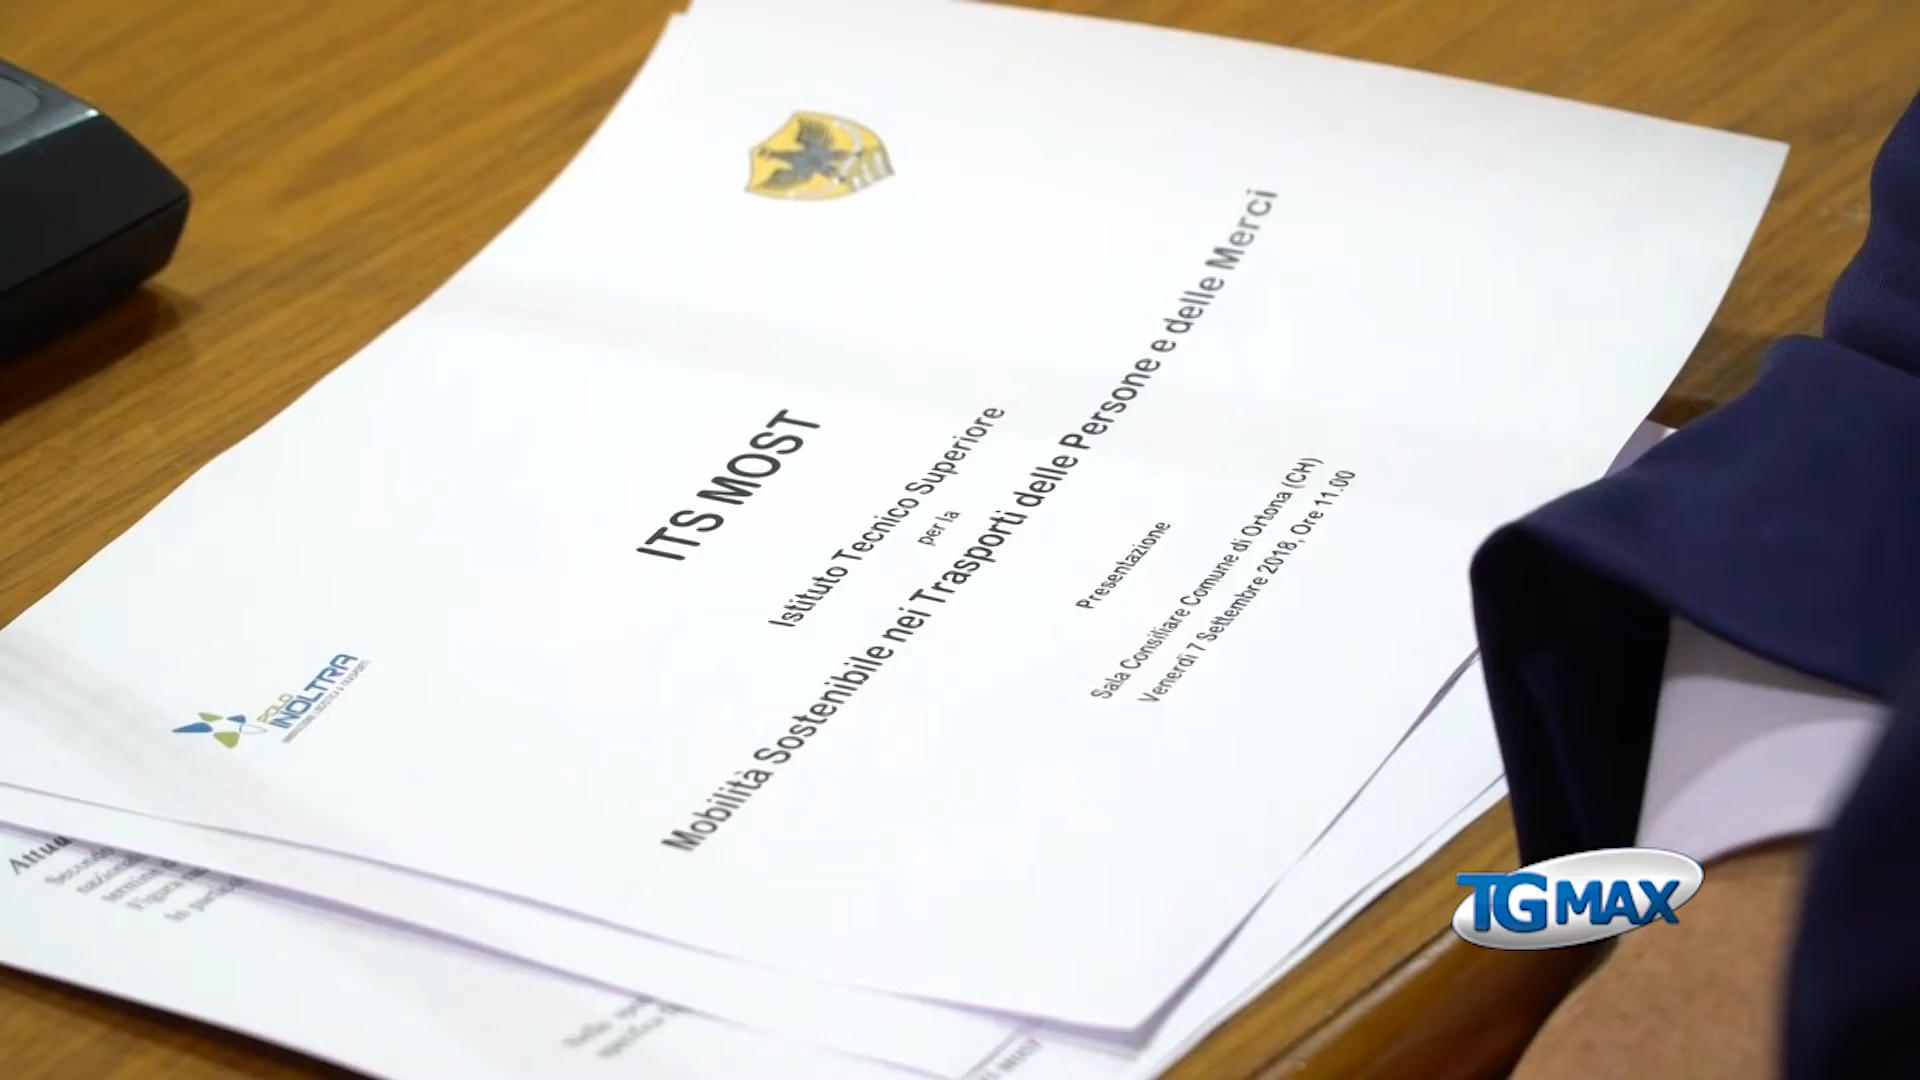 ITS MOST
Istituto Tecnico Superiore
per la
Mobilità Sostenibile nei Trasporti delle Persone e delle Merci
Presentazione
Sala Consiliare Comune di Ortona (CH)
Venerdì 7 Settembre 2018, Ore 11.00
POLO
INOLTRA
TGMAX